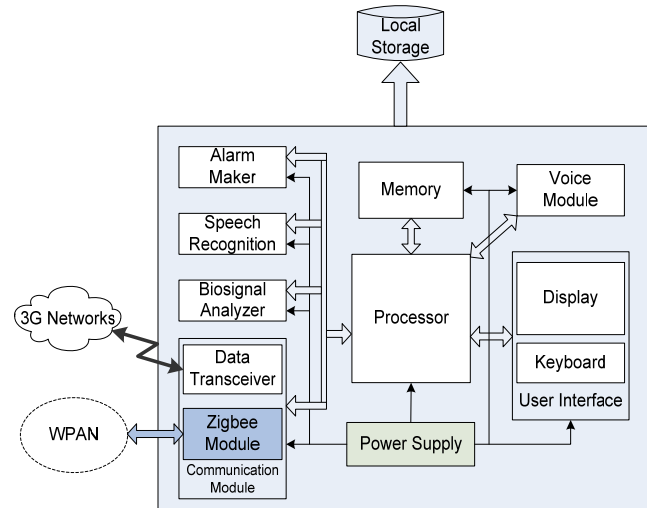 Local
Storage
Alarm
Maker
Speech
Recognition
Biosignal
Analyzer
Data
Transceiver
Zigbee
Module
Communication
Module
3G Networks
WPAN
Memory
Voice
Module
Processor
Display
Keyboard
User Interface
Power Supply